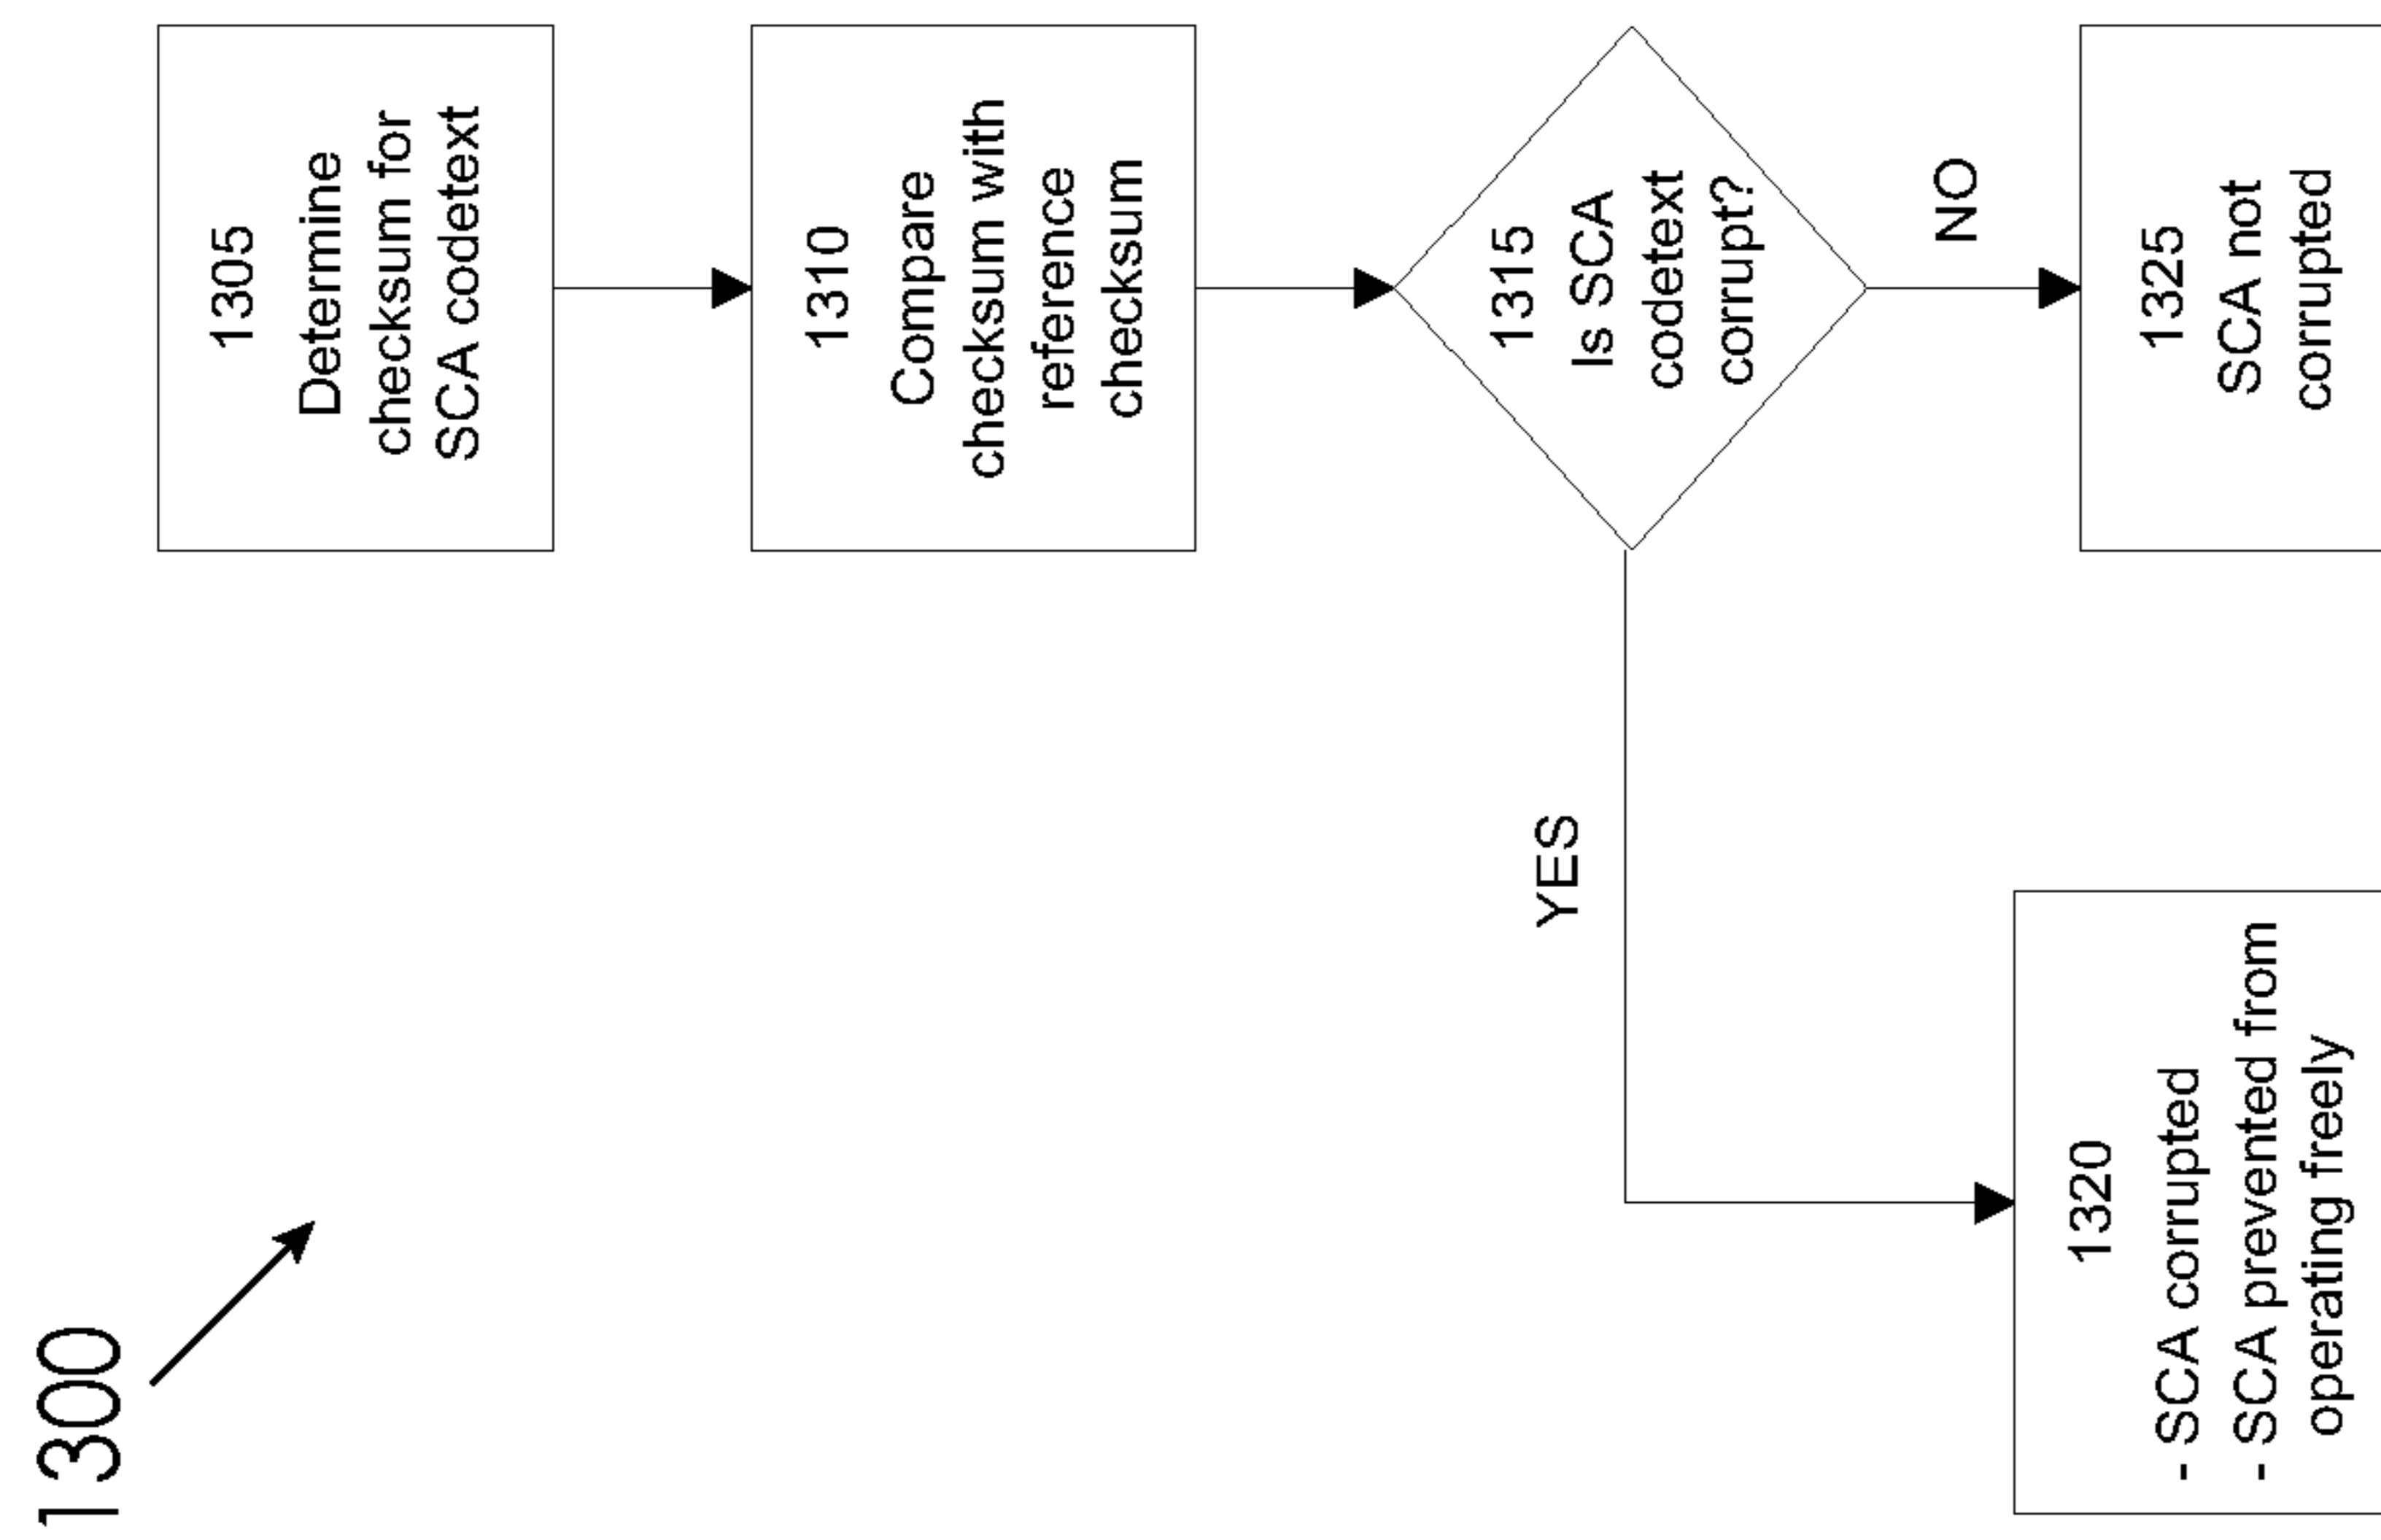 1300
1305
Determine
checksum for
SCA codetext
1310
Compare
checksum with
reference
checksum
1315
Is SCA
codetext
corrupt?
YES
NO
1320
- SCA corrupted
- SCA prevented from
operating freely
1325
SCA not
corrupted